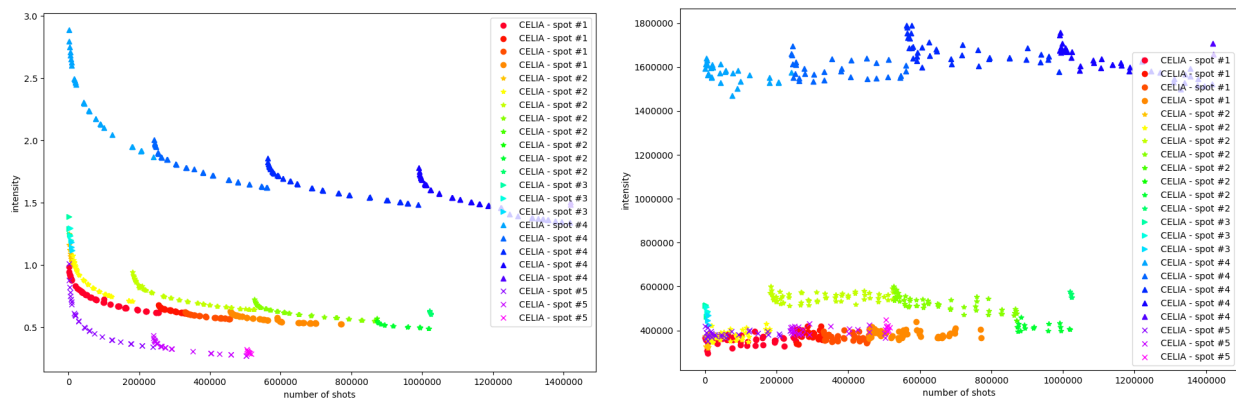 3.0
2.5
2.0
1.5
1.0
0.5
intensity
0
200000
400000
600000
800000
1000000
1200000
1400000
number of shots
CELIA - spot #1
CELIA - spot #1
CELIA - spot #1
CELIA - spot #1
CELIA - spot #2
CELIA - spot #2
CELIA - spot #2
CELIA - spot #2
CELIA - spot #2
CELIA - spot #2
CELIA - spot #2
CELIA - spot #2
CELIA - spot #3
CELIA - spot #3
CELIA - spot #3
CELIA - spot #4
CELIA - spot #4
CELIA - spot #4
CELIA - spot #4
CELIA - spot #4
CELIA - spot #5
CELIA - spot #5
CELIA - spot #5
1800000
1600000
1400000
1200000
1000000
800000
600000
400000
intensity
0
200000
400000
600000
800000
1000000
1200000
1400000
number of shots
CELIA - spot #1
CELIA - spot #1
CELIA - spot #1
CELIA - spot #1
CELIA - spot #2
CELIA - spot #2
CELIA - spot #2
CELIA - spot #2
CELIA - spot #2
CELIA - spot #2
CELIA - spot #2
CELIA - spot #2
CELIA - spot #3
CELIA - spot #3
CELIA - spot #3
CELIA - spot #4
CELIA - spot #4
CELIA - spot #4
CELIA - spot #4
CELIA - spot #4
CELIA - spot #5
CELIA - spot #5
CELIA - spot #5